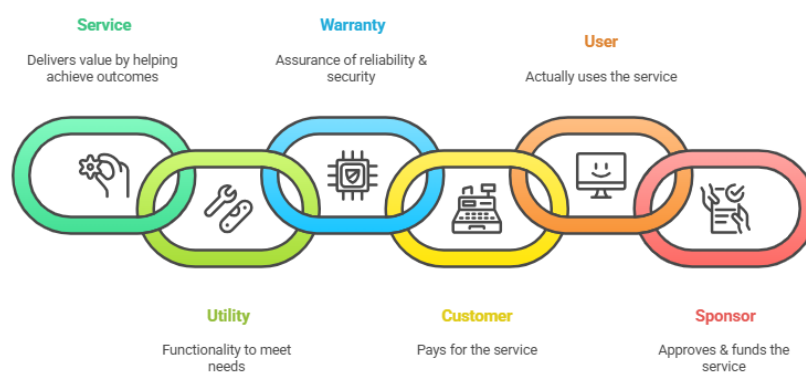 Service
Delivers value by helping
achieve outcomes
Warranty
Assurance of reliability &
security
User
Actually uses the service
Utility
Functionality to meet
needs
Customer
Pays for the service
Sponsor
Approves & funds the
service